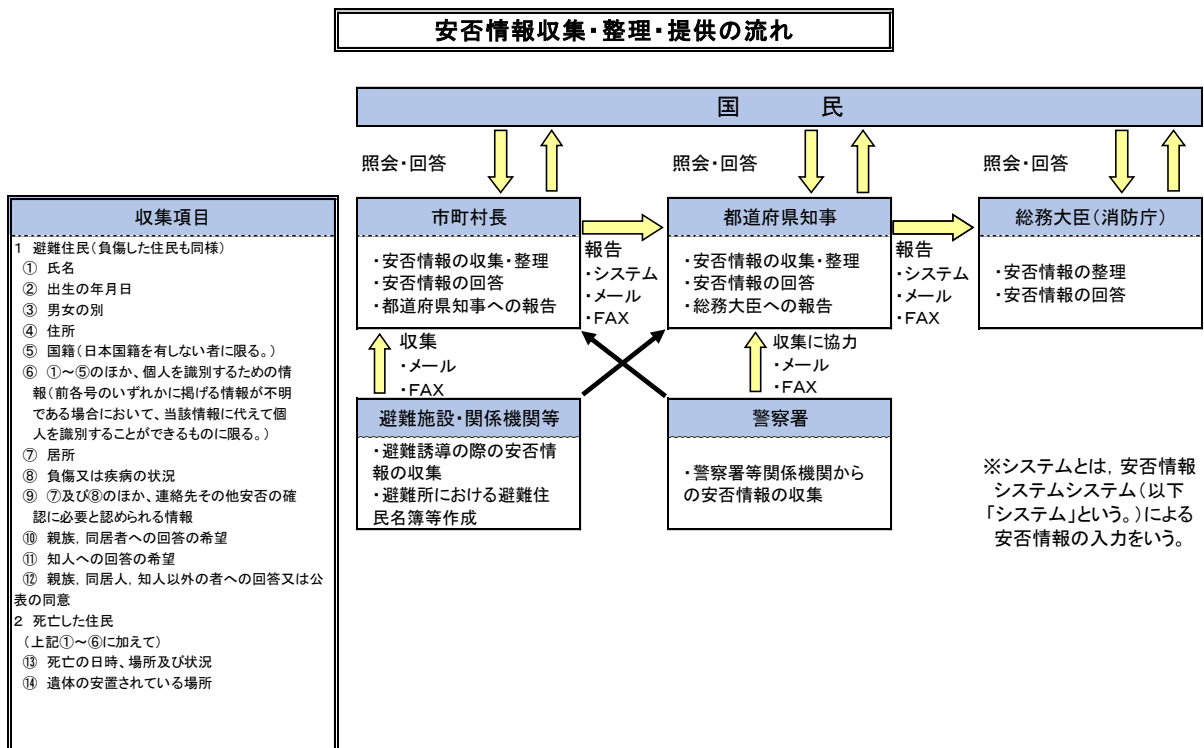 安否情報収集・整理・提供の流れ
国　　民
照会・回答
照会・回答
照会・回答
収集項目
1 避難住民(負傷した住民も同様)
① 氏名
② 出生の年月日
③ 男女の別
④ 住所
⑤ 国籍(日本国籍を有しない者に限る。)
⑥ ①~⑤のほか、個人を識別するための情
報(前各号のいずれかに掲げる情報が不明
である場合において、当該情報に代えて個
人を識別することができるものに限る。)
⑦ 居所
⑧ 負傷又は疾病の状況
⑨ ⑦及び⑧のほか、連絡先その他安否の確
認に必要と認められる情報
⑩ 親族, 同居者への回答の希望
⑪ 知人への回答の希望
⑫ 親族, 同居人, 知人以外の者への回答又は公
表の同意
2 死亡した住民
(上記①~⑥に加えて)
⑬ 死亡の日時、場所及び状況
⑭ 遺体の安置されている場所
市町村長
・安否情報の収集・整理
・安否情報の回答
・都道府県知事への報告
報告
・システム
・メール
・FAX
都道府県知事
・安否情報の収集・整理
・安否情報の回答
・総務大臣への報告
報告
・システム
・メール
・FAX
総務大臣(消防庁)
・安否情報の整理
・安否情報の回答
収集
・メール
・FAX
収集に協力
・メール
・FAX
避難施設・関係機関等
・避難誘導の際の安否情
報の収集
・避難所における避難住
民名簿等作成
警察署
・警察署等関係機関から
の安否情報の収集
※システムとは, 安否情報
システムシステム(以下
「システム」という。)による
安否情報の入力をいう。